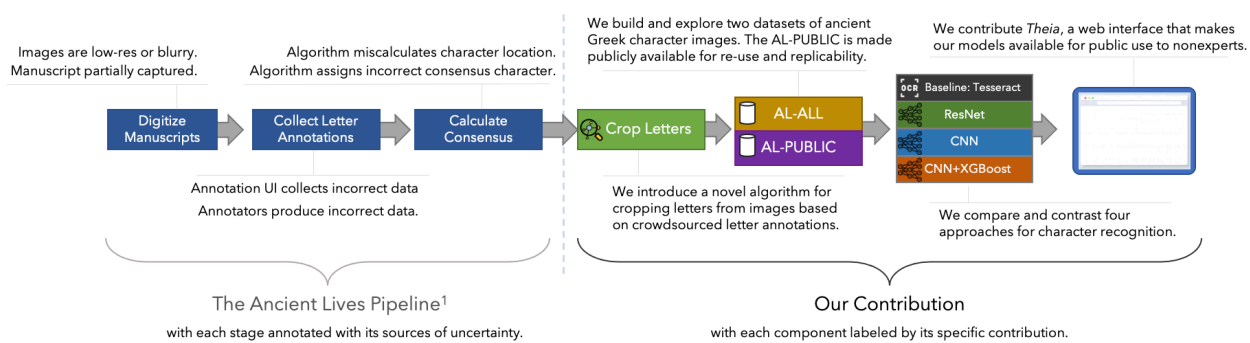 Images are low-res or blurry.
Manuscript partially captured.
Algorithm miscalculates character location.
Algorithm assigns incorrect consensus character.
Digitize
Manuscripts
Collect Letter
Annotations
Calculate
Consensus
Annotation UI collects incorrect data
Annotators produce incorrect data.
The Ancient Lives Pipeline¹
with each stage annotated with its sources of uncertainty.
We build and explore two datasets of ancient
Greek character images. The AL-PUBLIC is made
publicly available for re-use and replicability.
We contribute Theia, a web interface that makes
our models available for public use to nonexperts.
Crop Letters
AL-ALL
AL-PUBLIC
OCR
Baseline: Tesseract
ResNet
CNN
CNN+XGBoost
We introduce a novel algorithm for
cropping letters from images based
on crowdsourced letter annotations.
We compare and contrast four
approaches for character recognition.
Our Contribution
with each component labeled by its specific contribution.